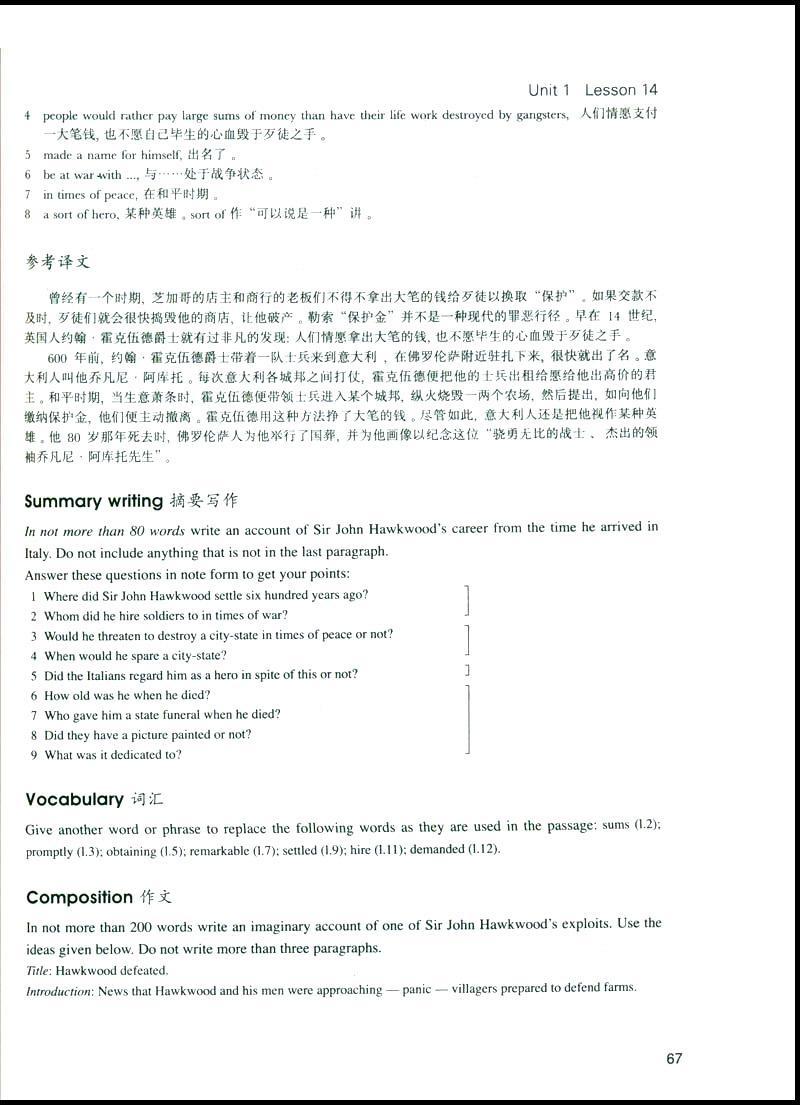 Unit 1 Lesson 14
4 people would rather pay large sums of money than have their life work destroyed by gangsters, 人们情愿支付
一大笔钱, 也不愿自己毕生的心血毁于歹徒之手。
5 made a name for himself, 出名了。
6 be at war with ..., 与……处于战争状态。
7 in times of peace, 在和平时期。
8 a sort of hero, 某种英雄。sort of 作“可以说是一种”讲。
参考译文
曾经有一个时期, 芝加哥的店主和商行的老板们不得不拿出大笔的钱给歹徒以换取“保护”。如果交款不
及时, 歹徒们就会很快捣毁他的商店, 让他破产。勒索“保护金”并不是一种现代的罪恶行径。早在 14 世纪,
英国人约翰·霍克伍德爵士就有过非凡的发现: 人们情愿拿出大笔的钱, 也不愿毕生的心血毁于歹徒之手。
600 年前, 约翰·霍克伍德爵士带着一队士兵来到意大利, 在佛罗伦萨附近驻扎下来, 很快就出了名。意
大利人叫他乔凡尼·阿库托。每次意大利各城邦之间打仗, 霍克伍德便把他的士兵出租给愿给他出高价的君
主。和平时期, 当生意萧条时, 霍克伍德便带领士兵进入某个城邦, 纵火烧毁一两个农场, 然后提出, 如向他们
缴纳保护金, 他们便主动撤离。霍克伍德用这种方法挣了大笔的钱。尽管如此, 意大利人还是把他视作某种英
雄。他 80 岁那年死去时, 佛罗伦萨人为他举行了国葬, 并为他画像以纪念这位“骁勇无比的战士、杰出的领
袖乔凡尼·阿库托先生”。
Summary writing 摘要写作
In not more than 80 words write an account of Sir John Hawkwood's career from the time he arrived in
Italy. Do not include anything that is not in the last paragraph.
Answer these questions in note form to get your points:
1 Where did Sir John Hawkwood settle six hundred years ago?
2 Whom did he hire soldiers to in times of war?
3 Would he threaten to destroy a city-state in times of peace or not?
4 When would he spare a city-state?
5 Did the Italians regard him as a hero in spite of this or not?
6 How old was he when he died?
7 Who gave him a state funeral when he died?
8 Did they have a picture painted or not?
9 What was it dedicated to?
Vocabulary 词汇
Give another word or phrase to replace the following words as they are used in the passage: sums (l.2);
promptly (l.3); obtaining (l.5); remarkable (l.7); settled (l.9); hire (l.11); demanded (l.12).
Composition 作文
In not more than 200 words write an imaginary account of one of Sir John Hawkwood's exploits. Use the
ideas given below. Do not write more than three paragraphs.
Title: Hawkwood defeated.
Introduction: News that Hawkwood and his men were approaching — panic — villagers prepared to defend farms.
67